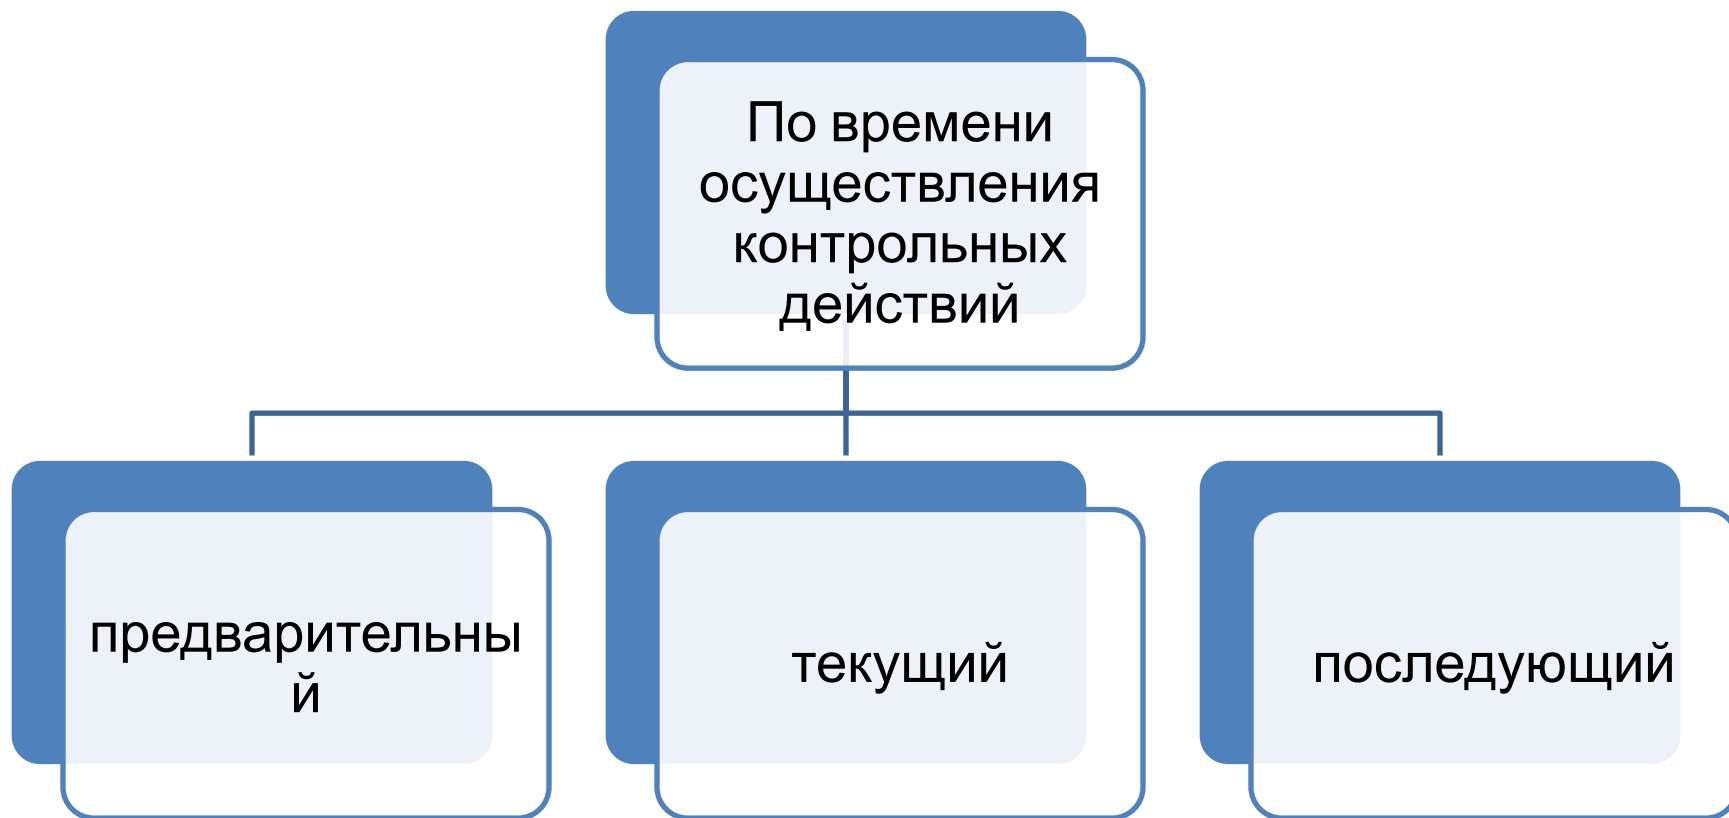 По времени
осуществления
контрольных
действий
предварительны
й
текущий
последующий